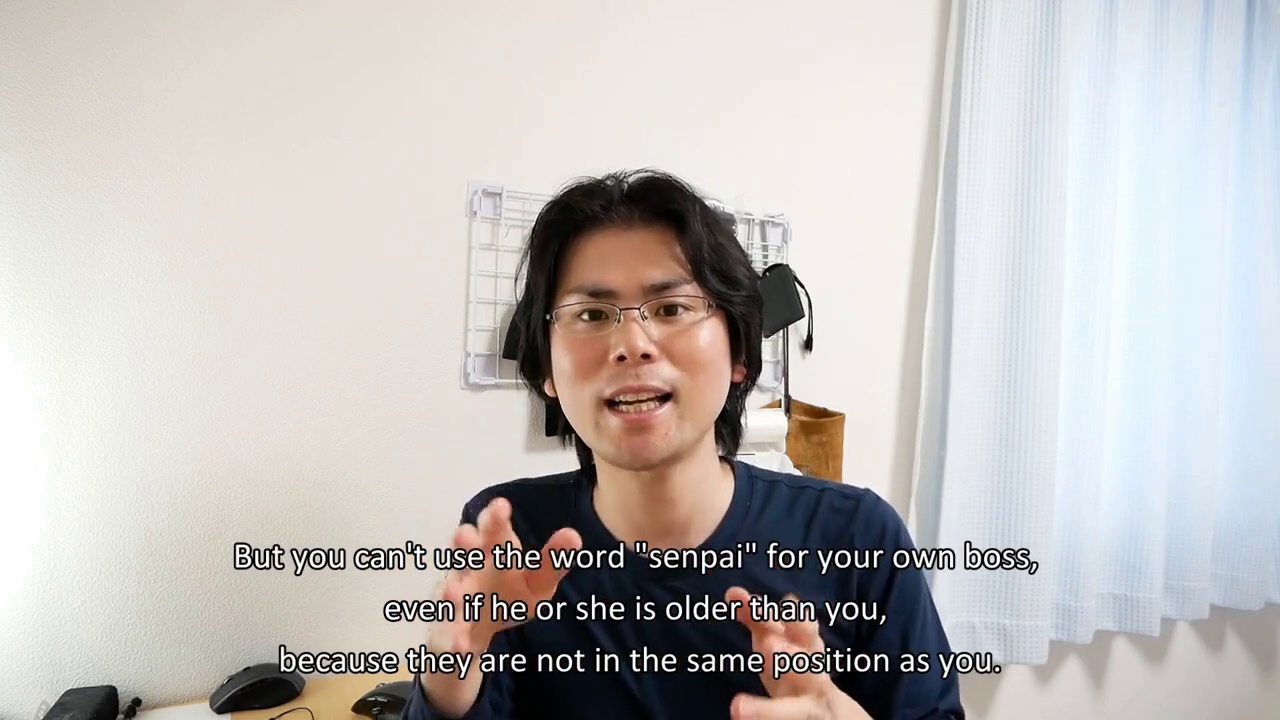 But you can't use the word "senpai" for your own boss,
even if he or she is older than you,
because they are not in the same position as you.